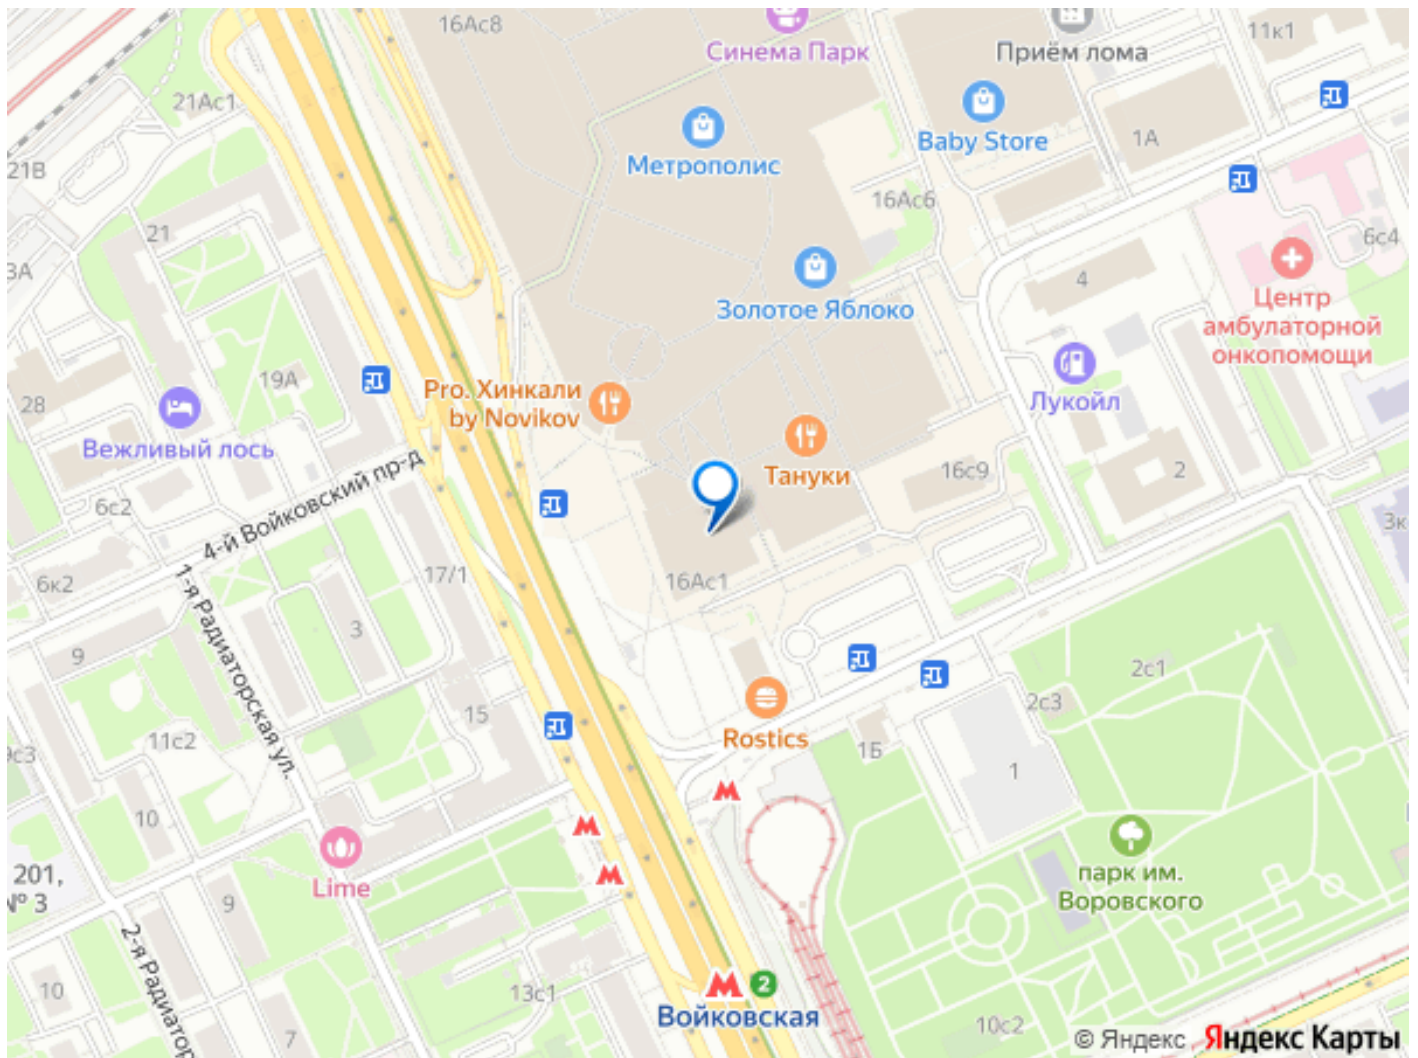 16Ас8
Синема Парк
Приём лома
11к1
21Ас1
Метрополис
Baby Store
1А
21В
16Ас6
21
6с4
3А
4
Золотое Яблоко
Центр
амбулаторной
онкопомощи
19А
Pro. Хинкали
by Novikov
Лукойл
28
Вежливый лось
Тануки
16с9
2
6с2
4-й Войковский пр-д
3к
6к2
17/1
16Ас1
1-я Радиаторская ул.
3
9
2с1
2с3
15
11с2
Rostics
1Б
9с3
1
10
201,
№ 3
Lime
парк им.
Воровского
9
2-я Радиатор
10
13с1
2
Войковская
7
10с2
© Яндекс
Яндекс Карты